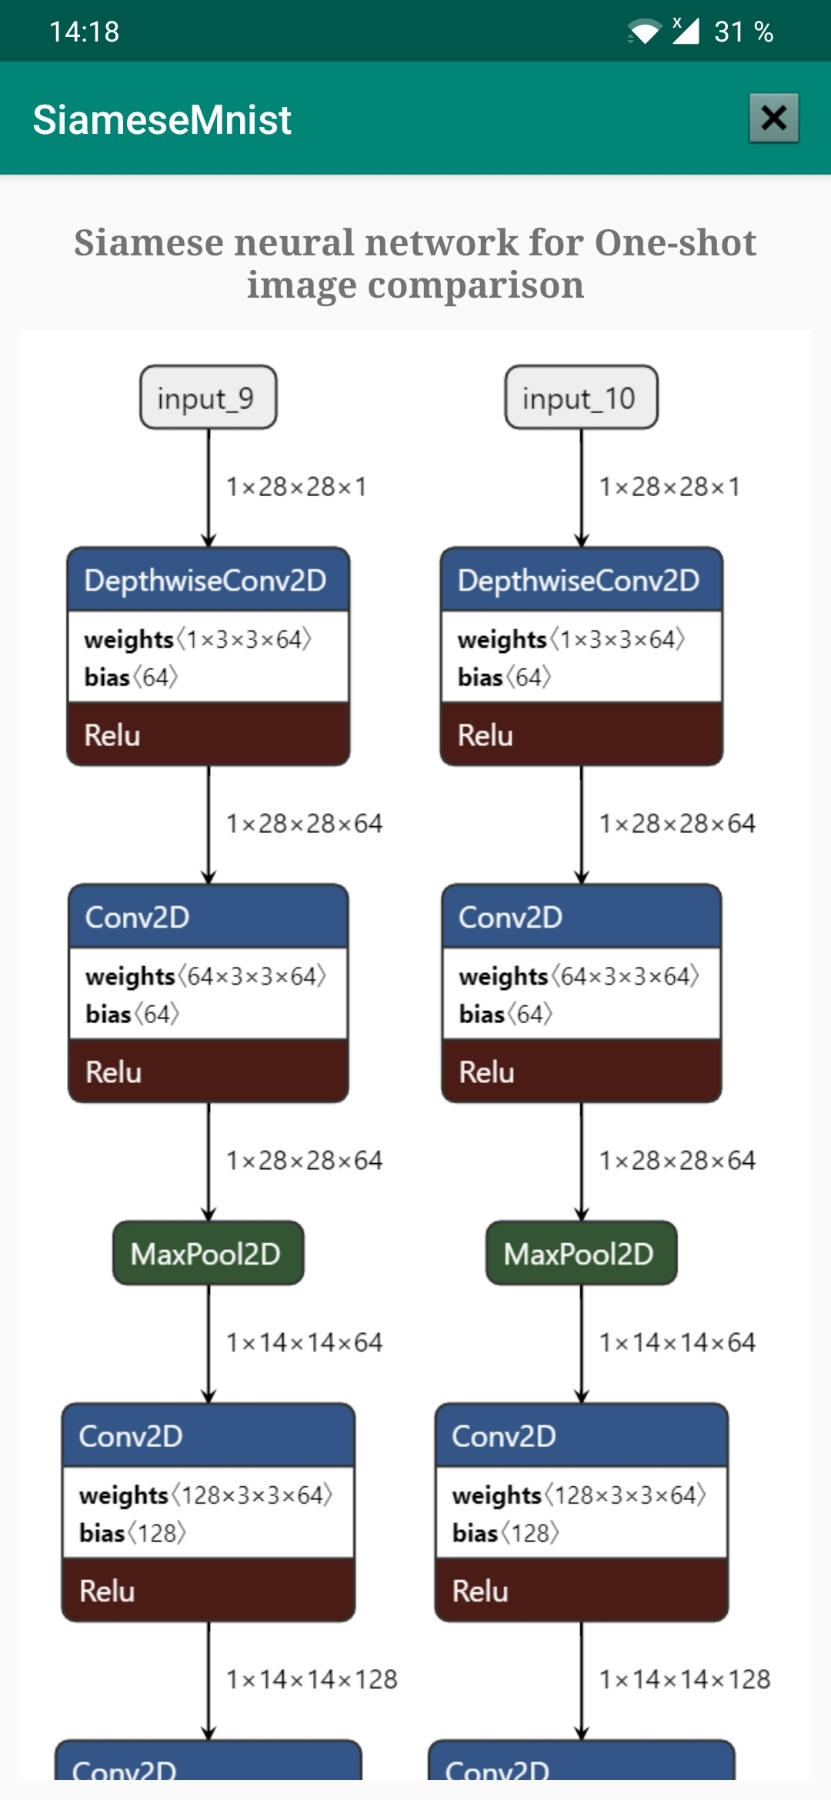 14:18
x 31 %
SiameseMnist
Siamese neural network for One-shot
image comparison
input_9
input_10
1×28×28×1
1×28×28×1
DepthwiseConv2D
DepthwiseConv2D
weights⟨1×3×3×64⟩
weights⟨1×3×3×64⟩
bias⟨64⟩
bias⟨64⟩
Relu
Relu
1×28×28×64
1×28×28×64
Conv2D
Conv2D
weights⟨64×3×3×64⟩
weights⟨64×3×3×64⟩
bias⟨64⟩
bias⟨64⟩
Relu
Relu
1×28×28×64
1×28×28×64
MaxPool2D
MaxPool2D
1×14×14×64
1×14×14×64
Conv2D
Conv2D
weights⟨128×3×3×64⟩
weights⟨128×3×3×64⟩
bias⟨128⟩
bias⟨128⟩
Relu
Relu
1×14×14×128
1×14×14×128
Conv2D
Conv2D